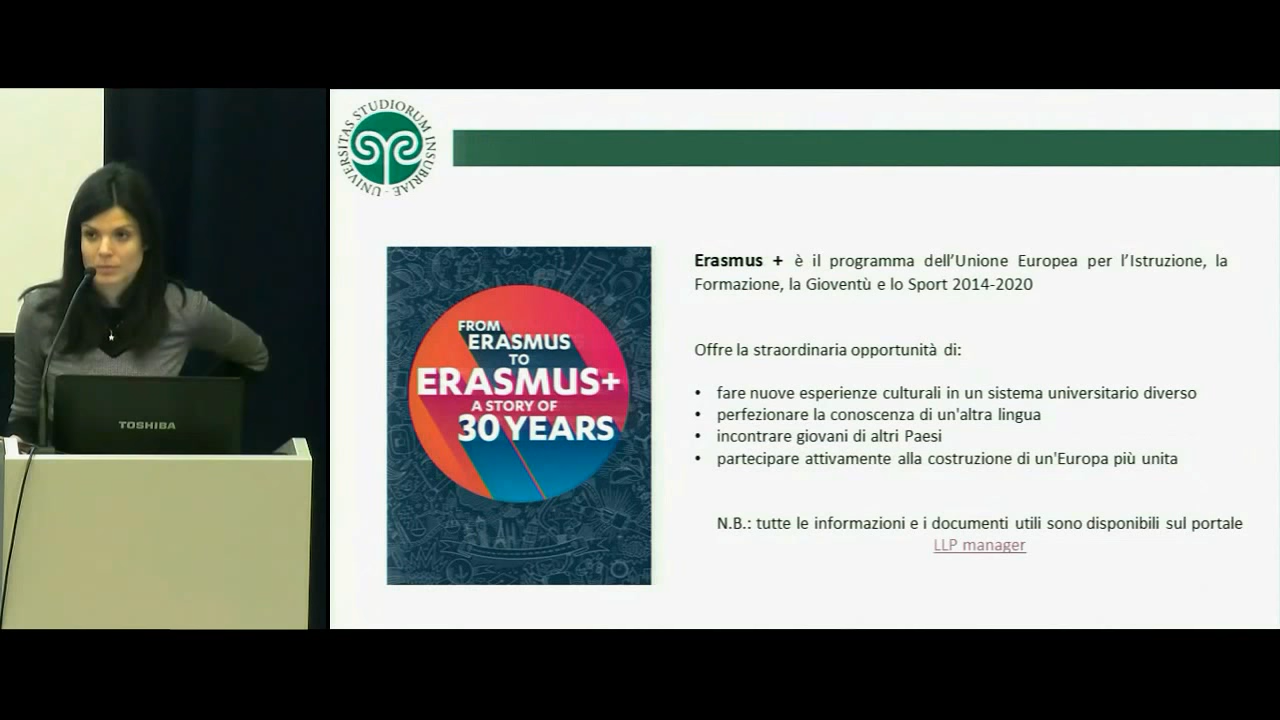 UNIVERSITAS STUDIORUM INSUBRIAE
TOSHIBA
FROM
ERASMUS
TO
ERASMUS+
A STORY OF
30 YEARS
Erasmus + è il programma dell'Unione Europea per l'Istruzione, la
Formazione, la Gioventù e lo Sport 2014-2020
Offre la straordinaria opportunità di:
• fare nuove esperienze culturali in un sistema universitario diverso
• perfezionare la conoscenza di un'altra lingua
• incontrare giovani di altri Paesi
• partecipare attivamente alla costruzione di un'Europa più unita
N.B.: tutte le informazioni e i documenti utili sono disponibili sul portale
LLP manager